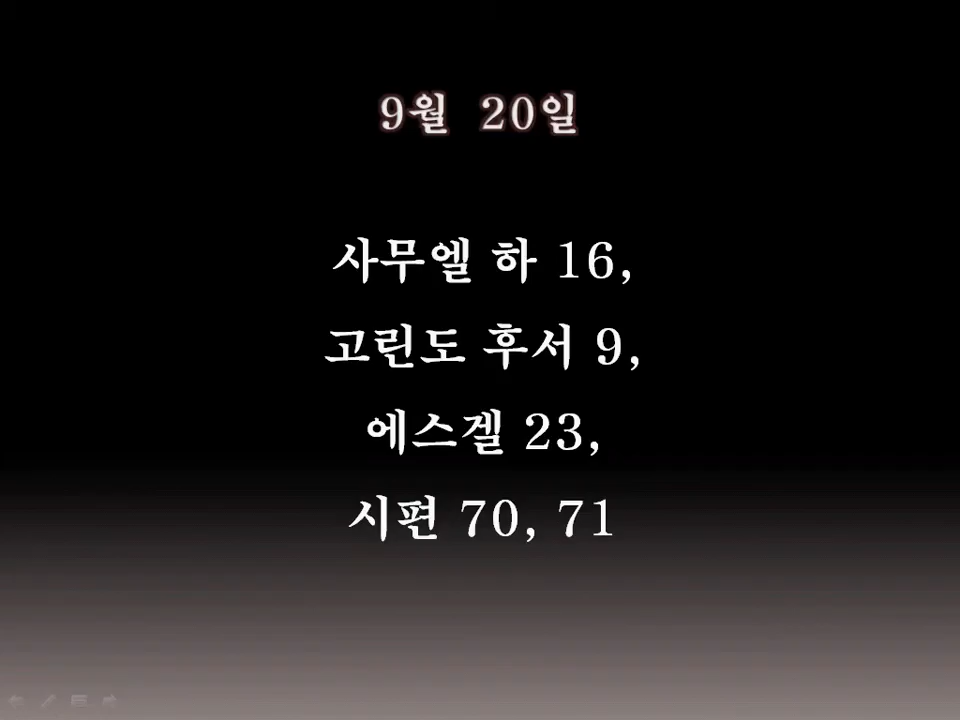 9월 20일
사무엘 하 16,
고린도 후서 9,
에스겔 23,
시편 70, 71